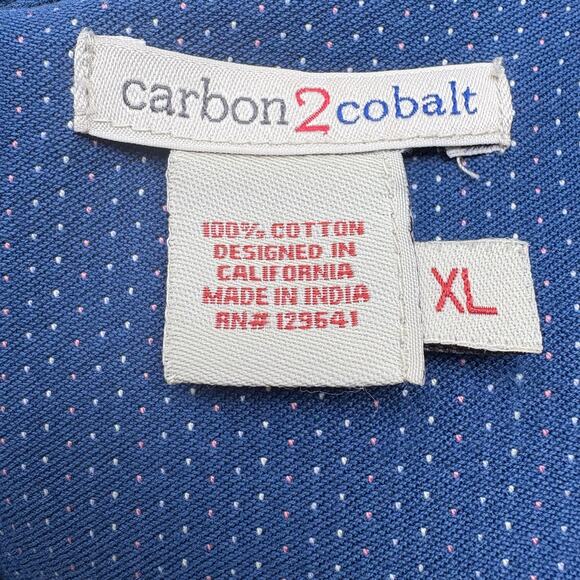 carbon2cobalt
100% COTTON
DESIGNED IN
CALIFORNIA
MADE IN INDIA
RN# 129641
XL